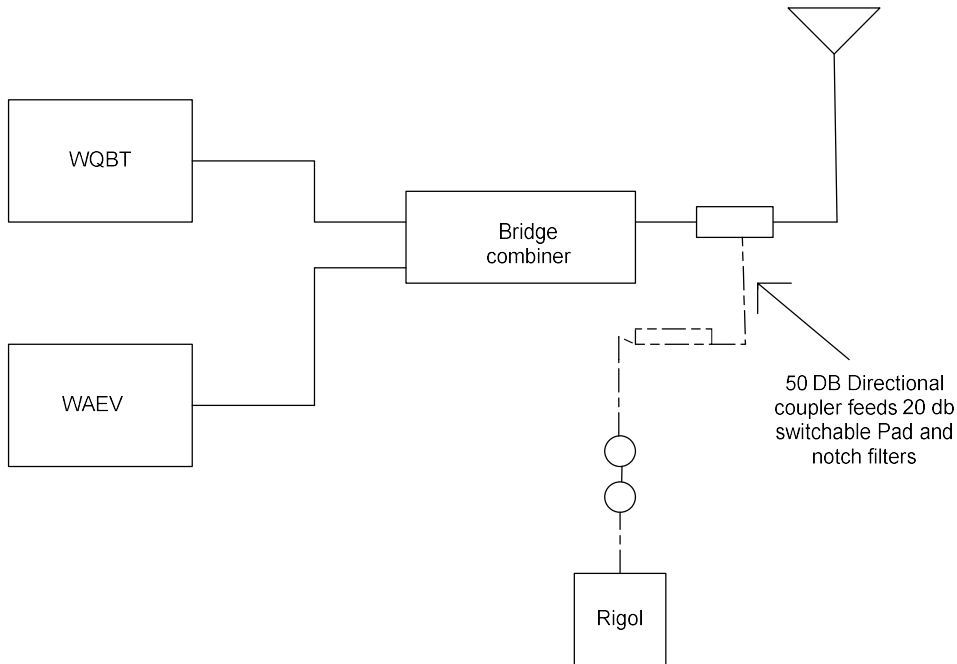 WQBT
Bridge
combiner
WAEV
50 DB Directional
coupler feeds 20 db
switchable Pad and
notch filters
Rigol